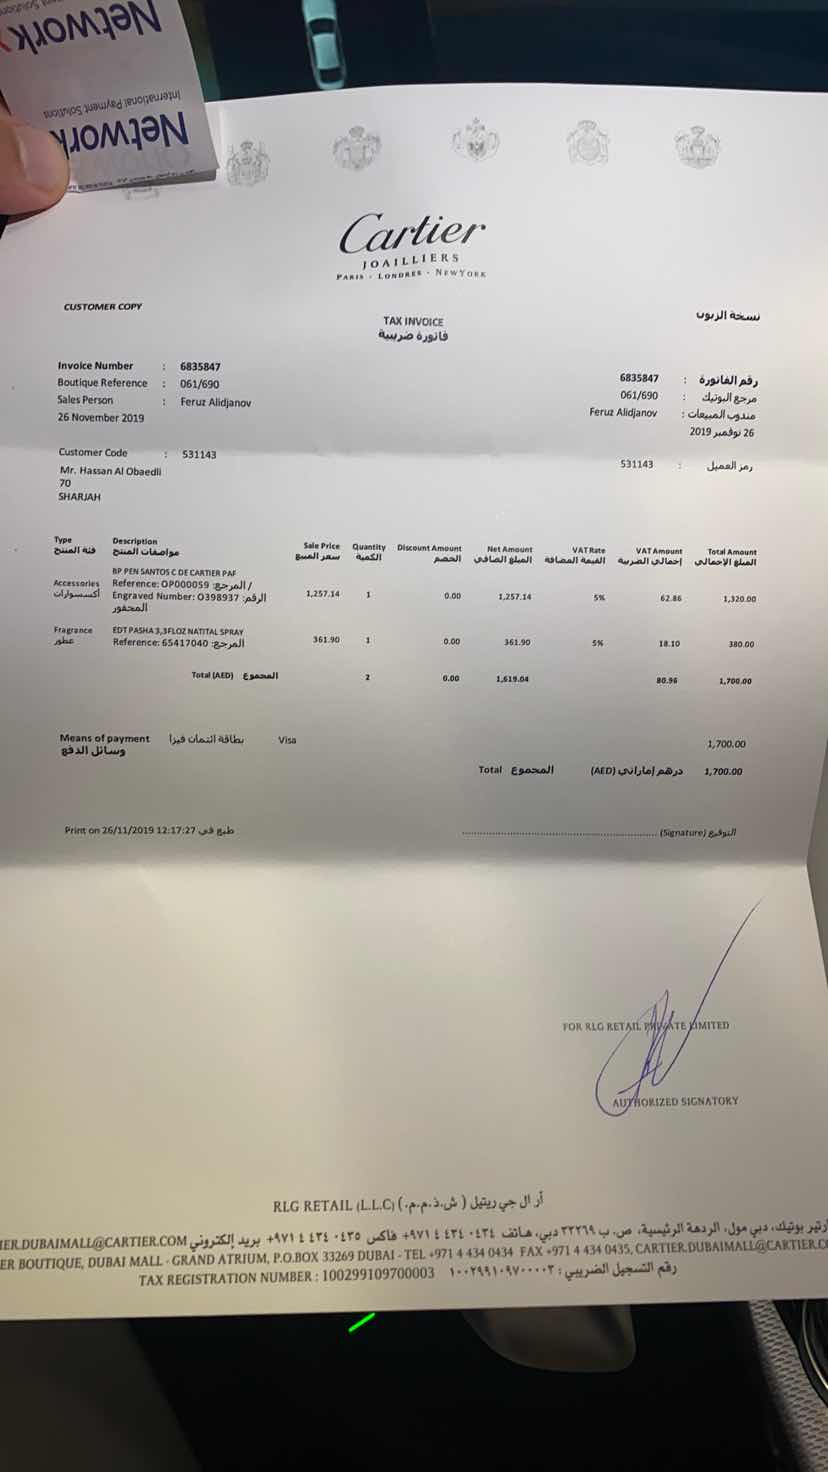 Network
International Payment Solutions
Network
Cartier
JOAILLIERS
PARIS · LONDRES · NEWYORK
CUSTOMER COPY
نسخة الزبون
TAX INVOICE
فاتورة ضريبية
Invoice Number : 6835847
6835847 : رقم الفاتورة
Boutique Reference : 061/690
061/690 : مرجع البوتيك
Sales Person : Feruz Alidjanov
Feruz Alidjanov : مندوب المبيعات
26 November 2019
26 نوفمبر 2019
Customer Code : 531143
531143 : رمز العميل
Mr. Hassan Al Obaedli
70
SHARJAH
Type Description Sale Price Quantity Discount Amount Net Amount VAT Rate VAT Amount Total Amount
فئة المنتج مواصفات المنتج سعر المبيع الكمية الخصم المبلغ الصافي القيمة المضافة إجمالي الضريبة المبلغ الإجمالي
BP PEN SANTOS C DE CARTIER PAF
Accessories Reference: OP000059 :المرجع /
أكسسوارات Engraved Number: O398937 :الرقم 1,257.14 1 0.00 1,257.14 5% 62.86 1,320.00
المحفور
Fragrance EDT PASHA 3,3FLOZ NATITAL SPRAY
عطور Reference: 65417040 :المرجع 361.90 1 0.00 361.90 5% 18.10 380.00
Total (AED) المجموع 2 0.00 1,619.04 80.96 1,700.00
Means of payment بطاقة ائتمان فيزا Visa 1,700.00
وسائل الدفع
Total المجموع (AED) درهم إماراتي 1,700.00
Print on 26/11/2019 12:17:27 طبع في
(Signature) التوقيع
FOR RLG RETAIL PRIVATE LIMITED
AUTHORIZED SIGNATORY
RLG RETAIL (L.L.C) (.آر ال جي ريتيل ( ش.ذ.م.م
بوتيك، دبي مول، الردهة الرئيسية، ص. ب ٣٣٢٦٩ دبي، هاتف ٠٤٣٤ ٤٣٤ ٤ ٩٧١+ فاكس ٠٤٣٥ ٤٣٤ ٤ ٩٧١+ بريد إلكتروني IER.DUBAIMALL@CARTIER.COM
ER BOUTIQUE, DUBAI MALL - GRAND ATRIUM, P.O.BOX 33269 DUBAI - TEL +971 4 434 0434 FAX +971 4 434 0435, CARTIER.DUBAIMALL@CARTIER.CO
TAX REGISTRATION NUMBER : 100299109700003 رقم التسجيل الضريبي : ١٠٠٢٩٩١٠٩٧٠٠٠٠٣